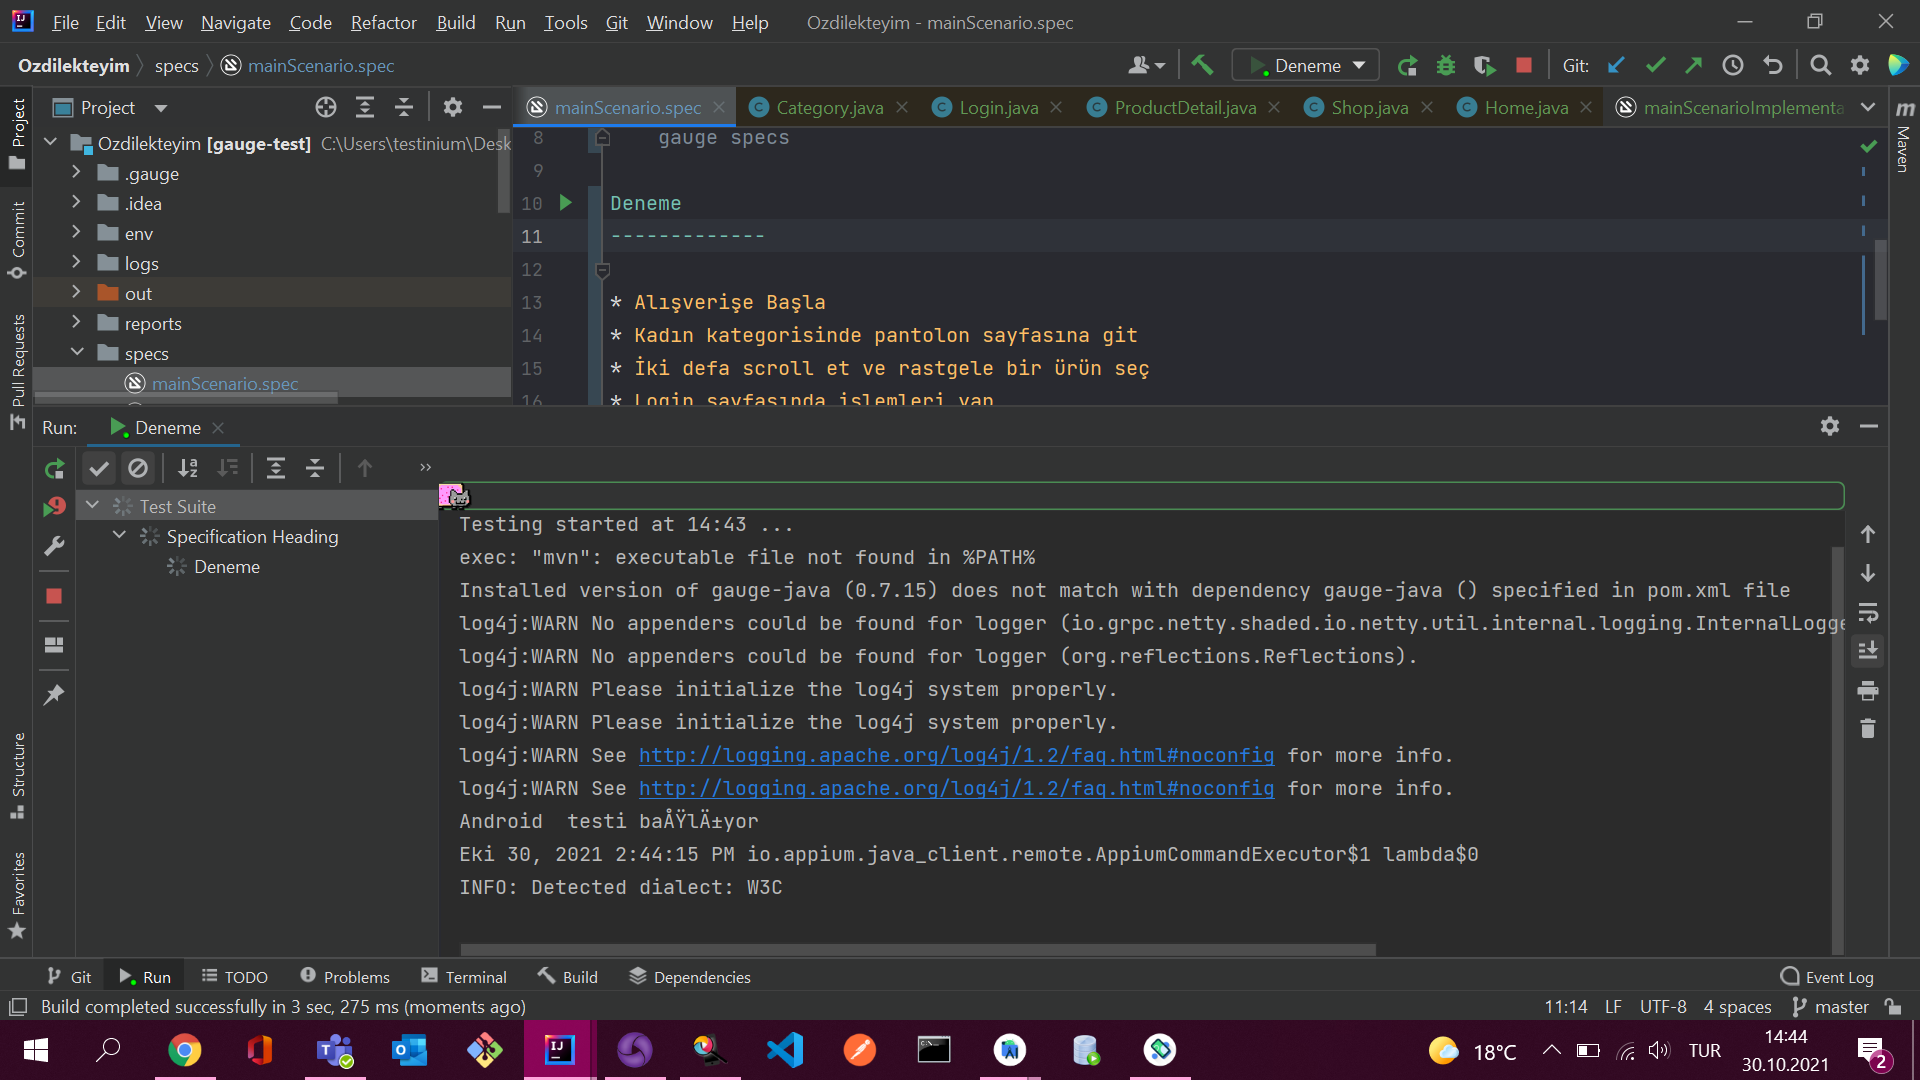 File Edit View Navigate Code Refactor Build Run Tools Git Window Help Ozdilekteyim - mainScenario.spec
Ozdilekteyim specs mainScenario.spec Deneme Git:
Project
mainScenario.spec Category.java Login.java ProductDetail.java Shop.java Home.java mainScenarioImplementa
Ozdilekteyim [gauge-test] C:\Users\testinium\Desk
.gauge
.idea
env
logs
out
reports
specs
mainScenario.spec
8 gauge specs
9
10 Deneme
11 -------------
12
13 * Alışverişe Başla
14 * Kadın kategorisinde pantolon sayfasına git
15 * İki defa scroll et ve rastgele bir ürün seç
16 * Login sayfasında işlemleri yap
Project
Commit
Pull Requests
Structure
Favorites
m
Maven
Run: Deneme
Test Suite
Specification Heading
Deneme
Testing started at 14:43 ...
exec: "mvn": executable file not found in %PATH%
Installed version of gauge-java (0.7.15) does not match with dependency gauge-java () specified in pom.xml file
log4j:WARN No appenders could be found for logger (io.grpc.netty.shaded.io.netty.util.internal.logging.InternalLogge
log4j:WARN No appenders could be found for logger (org.reflections.Reflections).
log4j:WARN Please initialize the log4j system properly.
log4j:WARN Please initialize the log4j system properly.
log4j:WARN See http://logging.apache.org/log4j/1.2/faq.html#noconfig for more info.
log4j:WARN See http://logging.apache.org/log4j/1.2/faq.html#noconfig for more info.
Android  testi baÅŸlÄ±yor
Eki 30, 2021 2:44:15 PM io.appium.java_client.remote.AppiumCommandExecutor$1 lambda$0
INFO: Detected dialect: W3C
Git Run TODO Problems Terminal Build Dependencies Event Log
Build completed successfully in 3 sec, 275 ms (moments ago) 11:14 LF UTF-8 4 spaces master
18°C TUR 14:44
30.10.2021
2